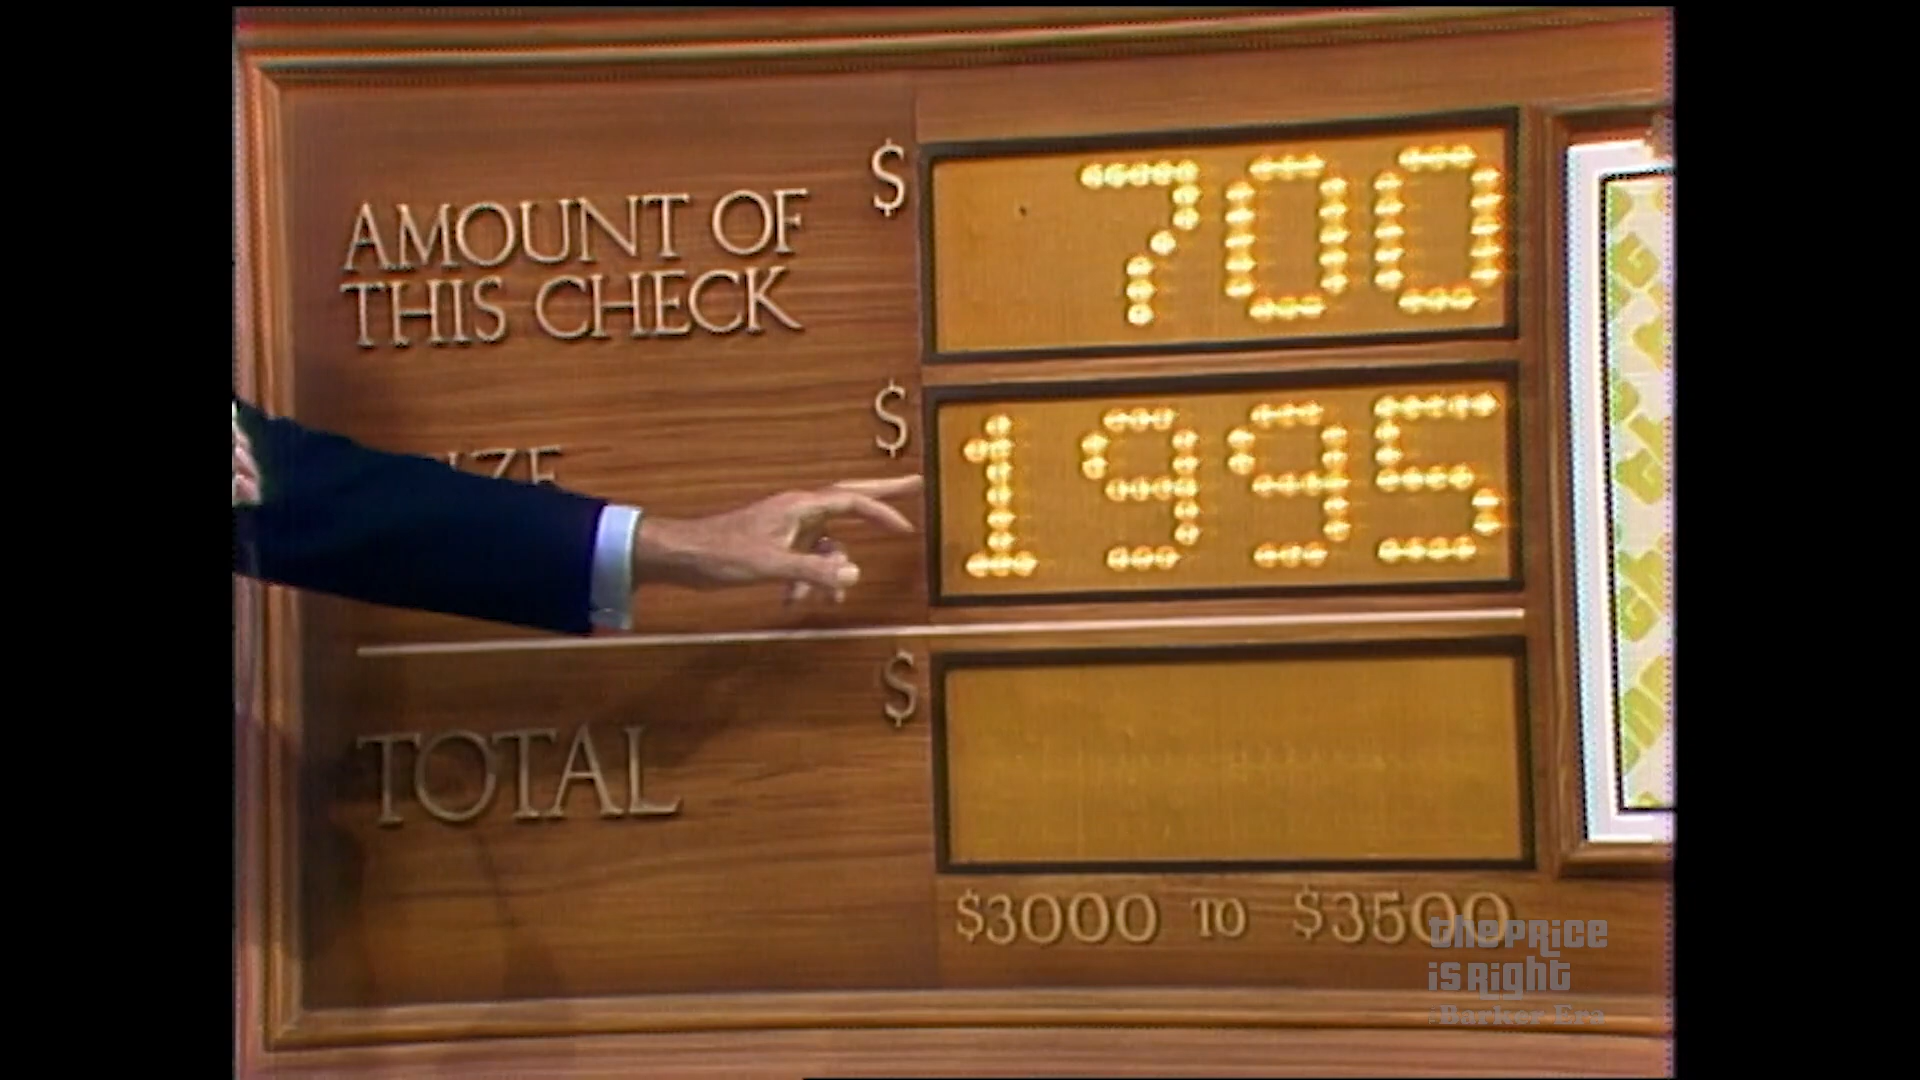 AMOUNT OF
THIS CHECK
$ 700
$ 1995
TOTAL
$
$3000 TO $3500
the PRiCE
iS Right
Barker Era